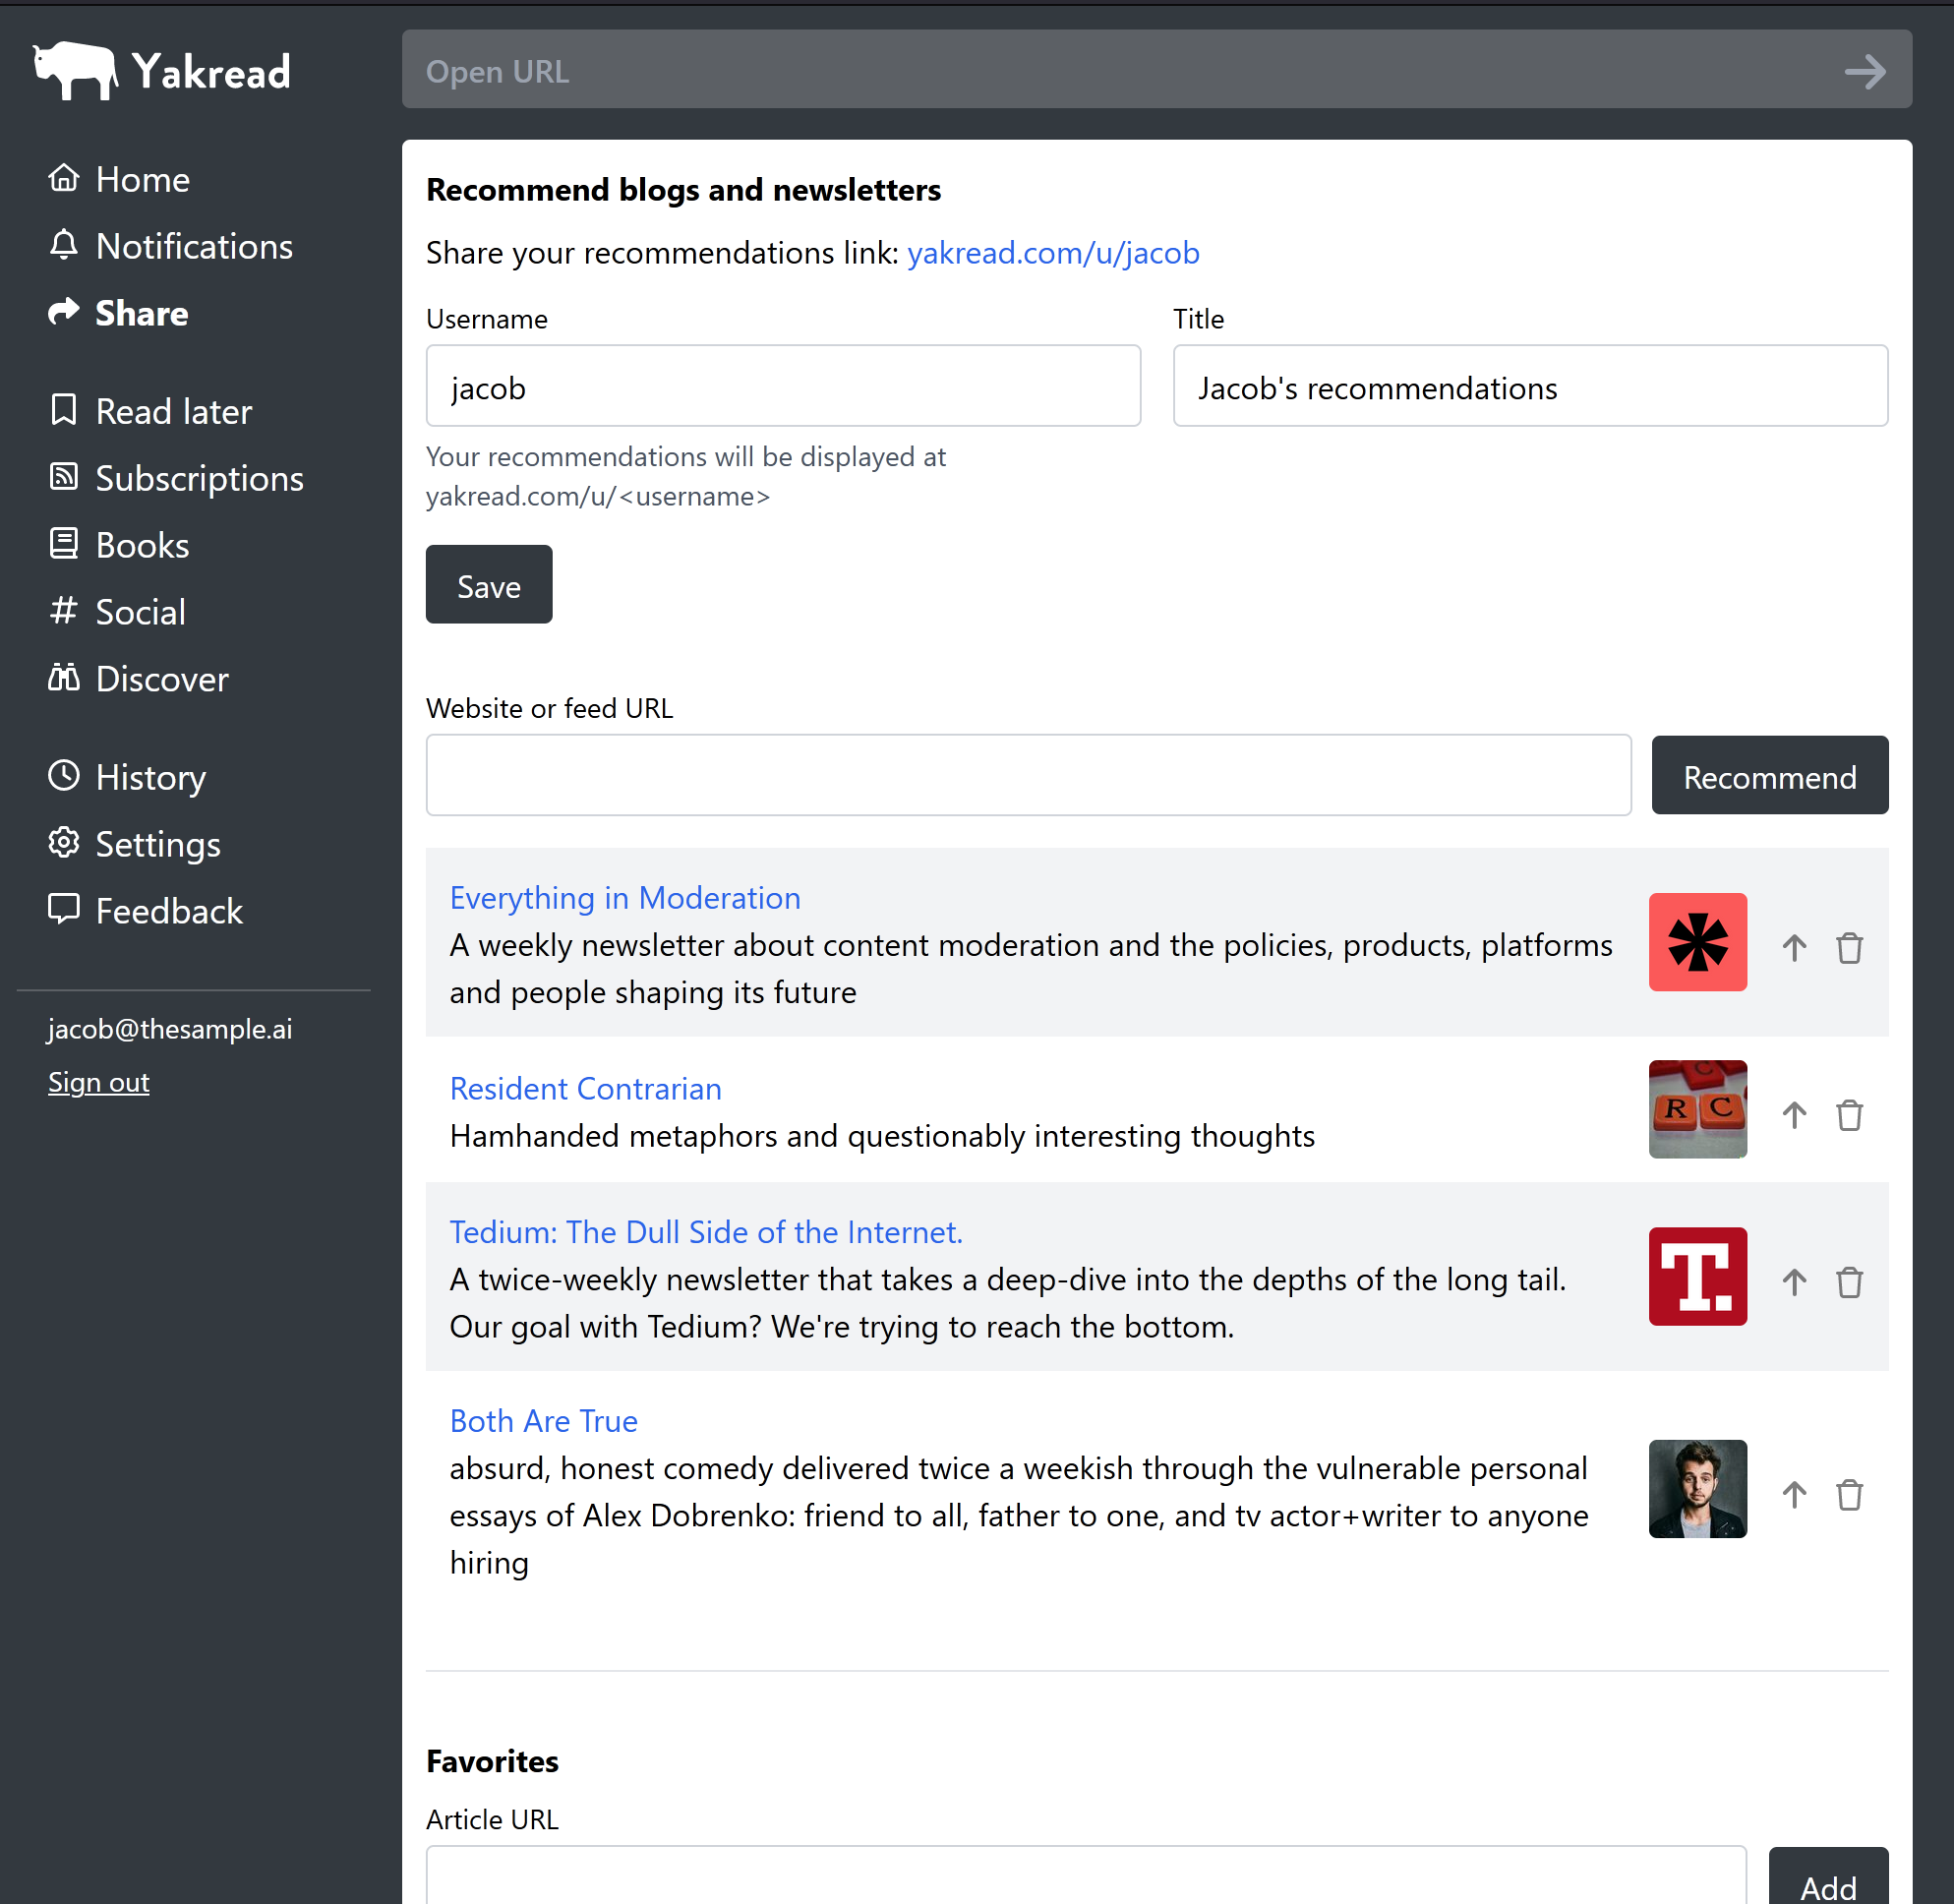 Yakread
Open URL
Home
Notifications
Share
Read later
Subscriptions
Books
Social
Discover
History
Settings
Feedback
jacob@thesample.ai
Sign out
Recommend blogs and newsletters
Share your recommendations link: yakread.com/u/jacob
Username
Title
jacob
Jacob's recommendations
Your recommendations will be displayed at
yakread.com/u/<username>
Save
Website or feed URL
Recommend
Everything in Moderation
A weekly newsletter about content moderation and the policies, products, platforms
and people shaping its future
Resident Contrarian
Hamhanded metaphors and questionably interesting thoughts
C
R C
Tedium: The Dull Side of the Internet.
A twice-weekly newsletter that takes a deep-dive into the depths of the long tail.
Our goal with Tedium? We're trying to reach the bottom.
T.
Both Are True
absurd, honest comedy delivered twice a weekish through the vulnerable personal
essays of Alex Dobrenko: friend to all, father to one, and tv actor+writer to anyone
hiring
Favorites
Article URL
Add